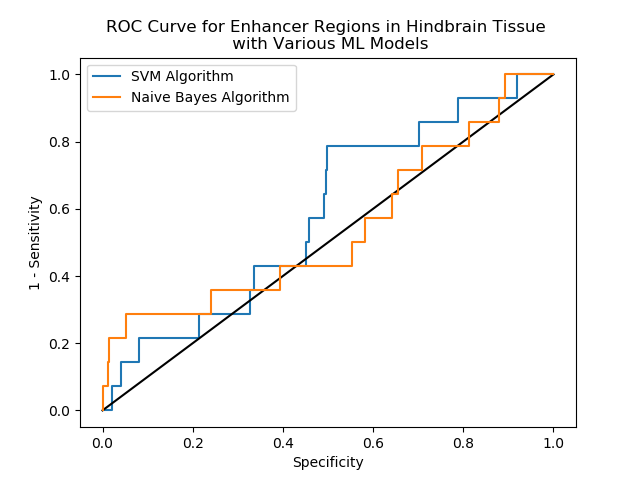 ROC Curve for Enhancer Regions in Hindbrain Tissue
with Various ML Models
SVM Algorithm
Naive Bayes Algorithm
1.0
0.8
0.6
0.4
0.2
0.0
1 - Sensitivity
0.0 0.2 0.4 0.6 0.8 1.0
Specificity